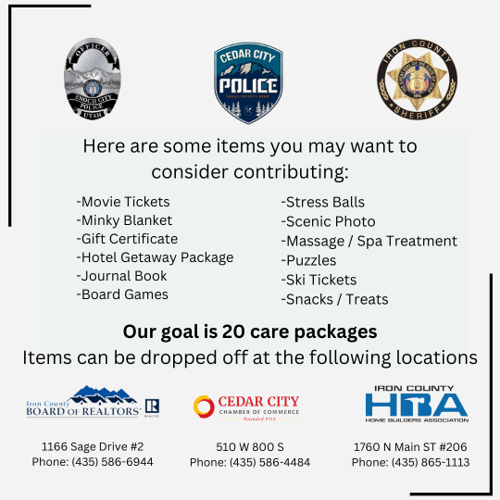 OFFICER
ENOCH CITY
POLICE
UTAH
CEDAR CITY
POLICE
IRON COUNTY
SHERIFF
Here are some items you may want to
consider contributing:
-Movie Tickets
-Minky Blanket
-Gift Certificate
-Hotel Getaway Package
-Journal Book
-Board Games
-Stress Balls
-Scenic Photo
-Massage / Spa Treatment
-Puzzles
-Ski Tickets
-Snacks / Treats
Our goal is 20 care packages
Items can be dropped off at the following locations
Iron County
BOARD OF REALTORS
REALTOR
1166 Sage Drive #2
Phone: (435) 586-6944
CEDAR CITY
CHAMBER OF COMMERCE
Founded 1951
510 W 800 S
Phone: (435) 586-4484
IRON COUNTY
HBA
HOME BUILDERS ASSOCIATION
1760 N Main ST #206
Phone: (435) 865-1113